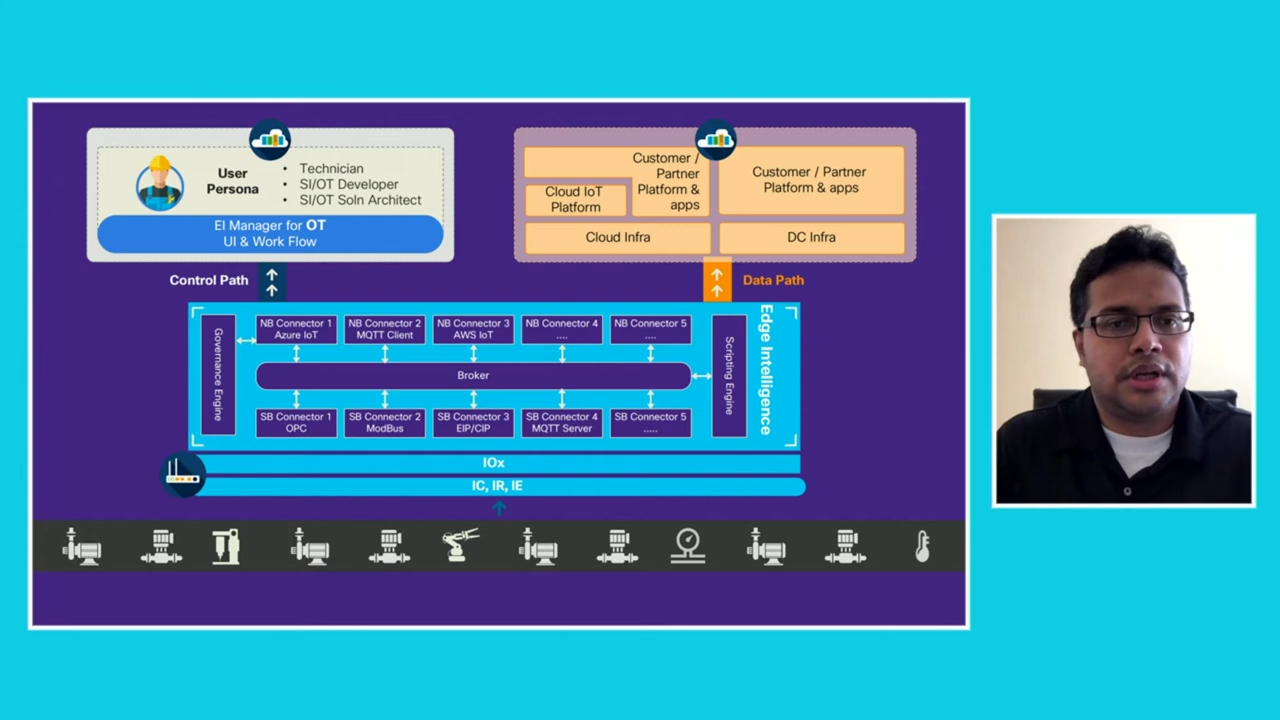 User
Persona
• Technician
• SI/OT Developer
• SI/OT Soln Architect
EI Manager for OT
UI & Work Flow
Customer /
Partner
Platform &
apps
Cloud IoT
Platform
Cloud Infra
Customer / Partner
Platform & apps
DC Infra
Control Path
Data Path
Governance Engine
NB Connector 1
Azure IoT
NB Connector 2
MQTT Client
NB Connector 3
AWS IoT
NB Connector 4
....
NB Connector 5
....
Broker
SB Connector 1
OPC
SB Connector 2
ModBus
SB Connector 3
EIP/CIP
SB Connector 4
MQTT Server
SB Connector 5
.....
Scripting Engine
Edge Intelligence
IOx
IC, IR, IE